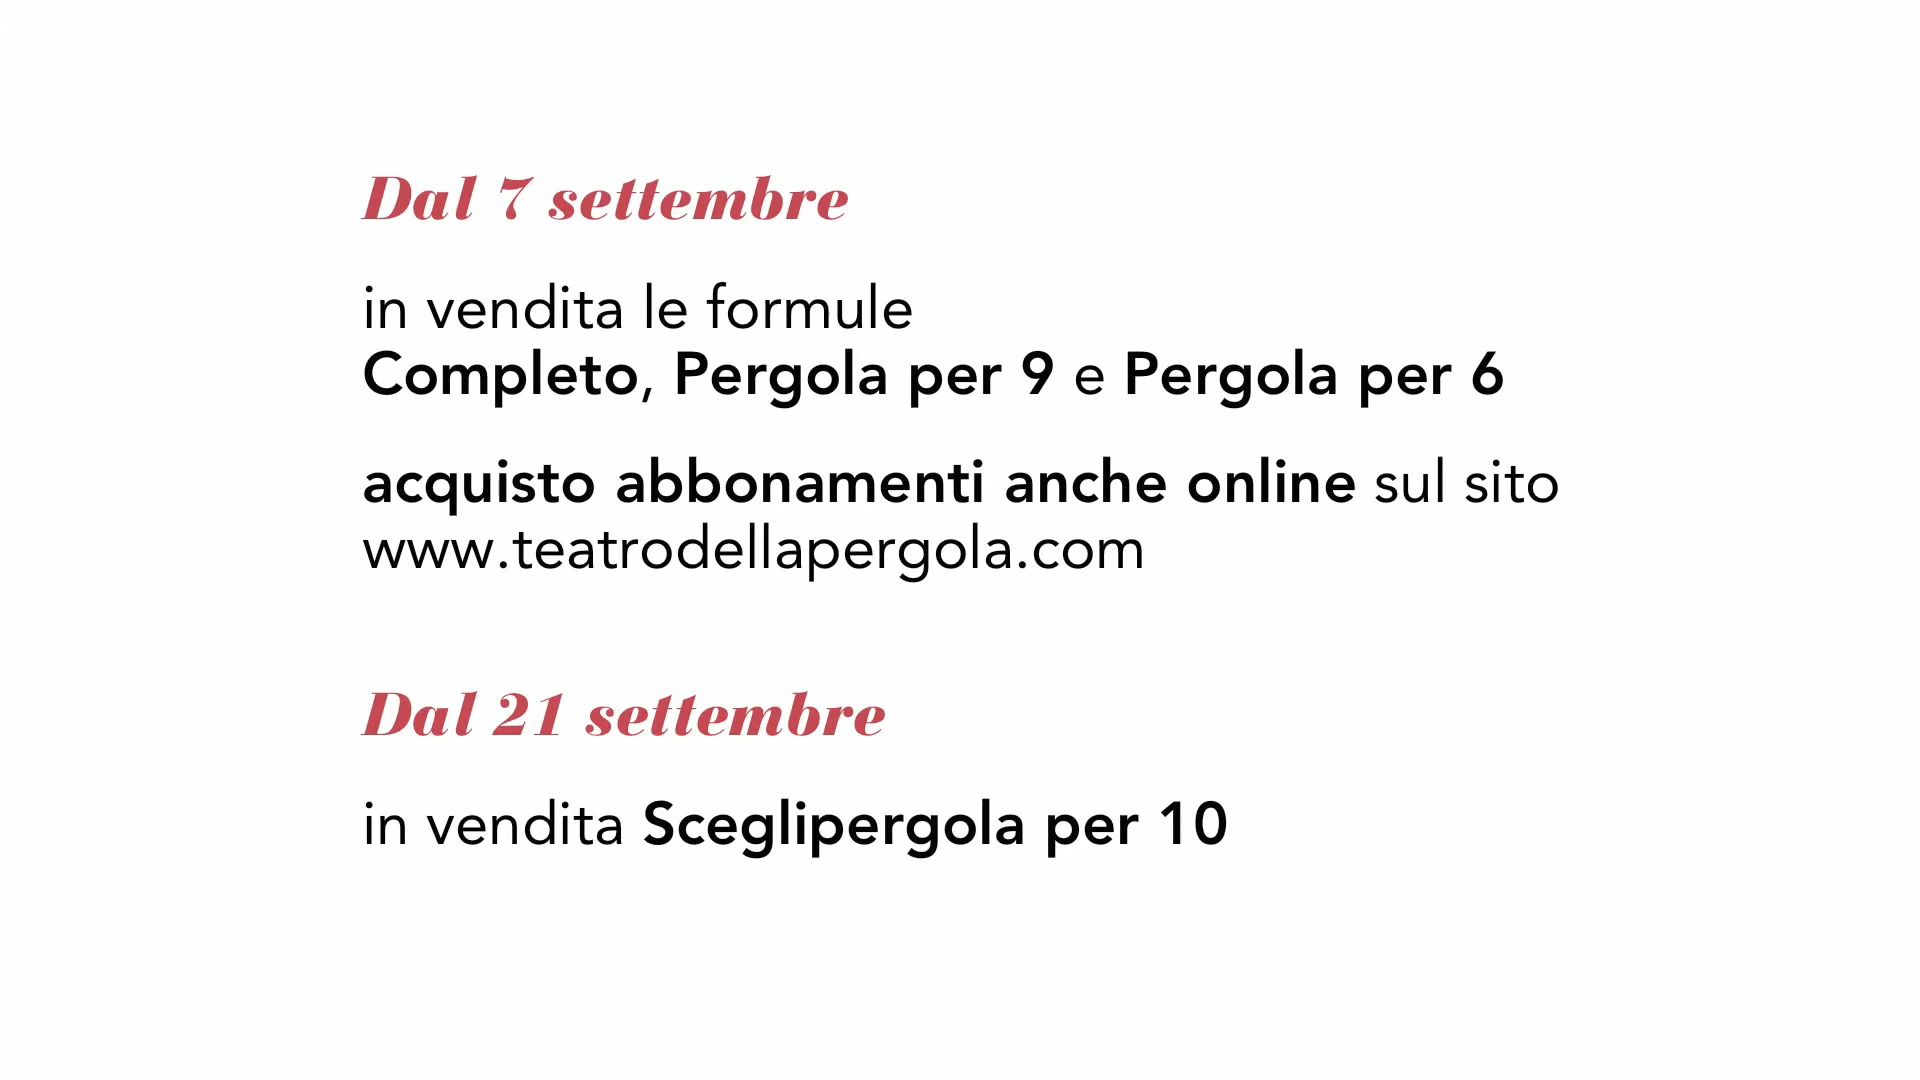 Dal 7 settembre
in vendita le formule
Completo, Pergola per 9 e Pergola per 6
acquisto abbonamenti anche online sul sito
www.teatrodellapergola.com
Dal 21 settembre
in vendita Sceglipergola per 10